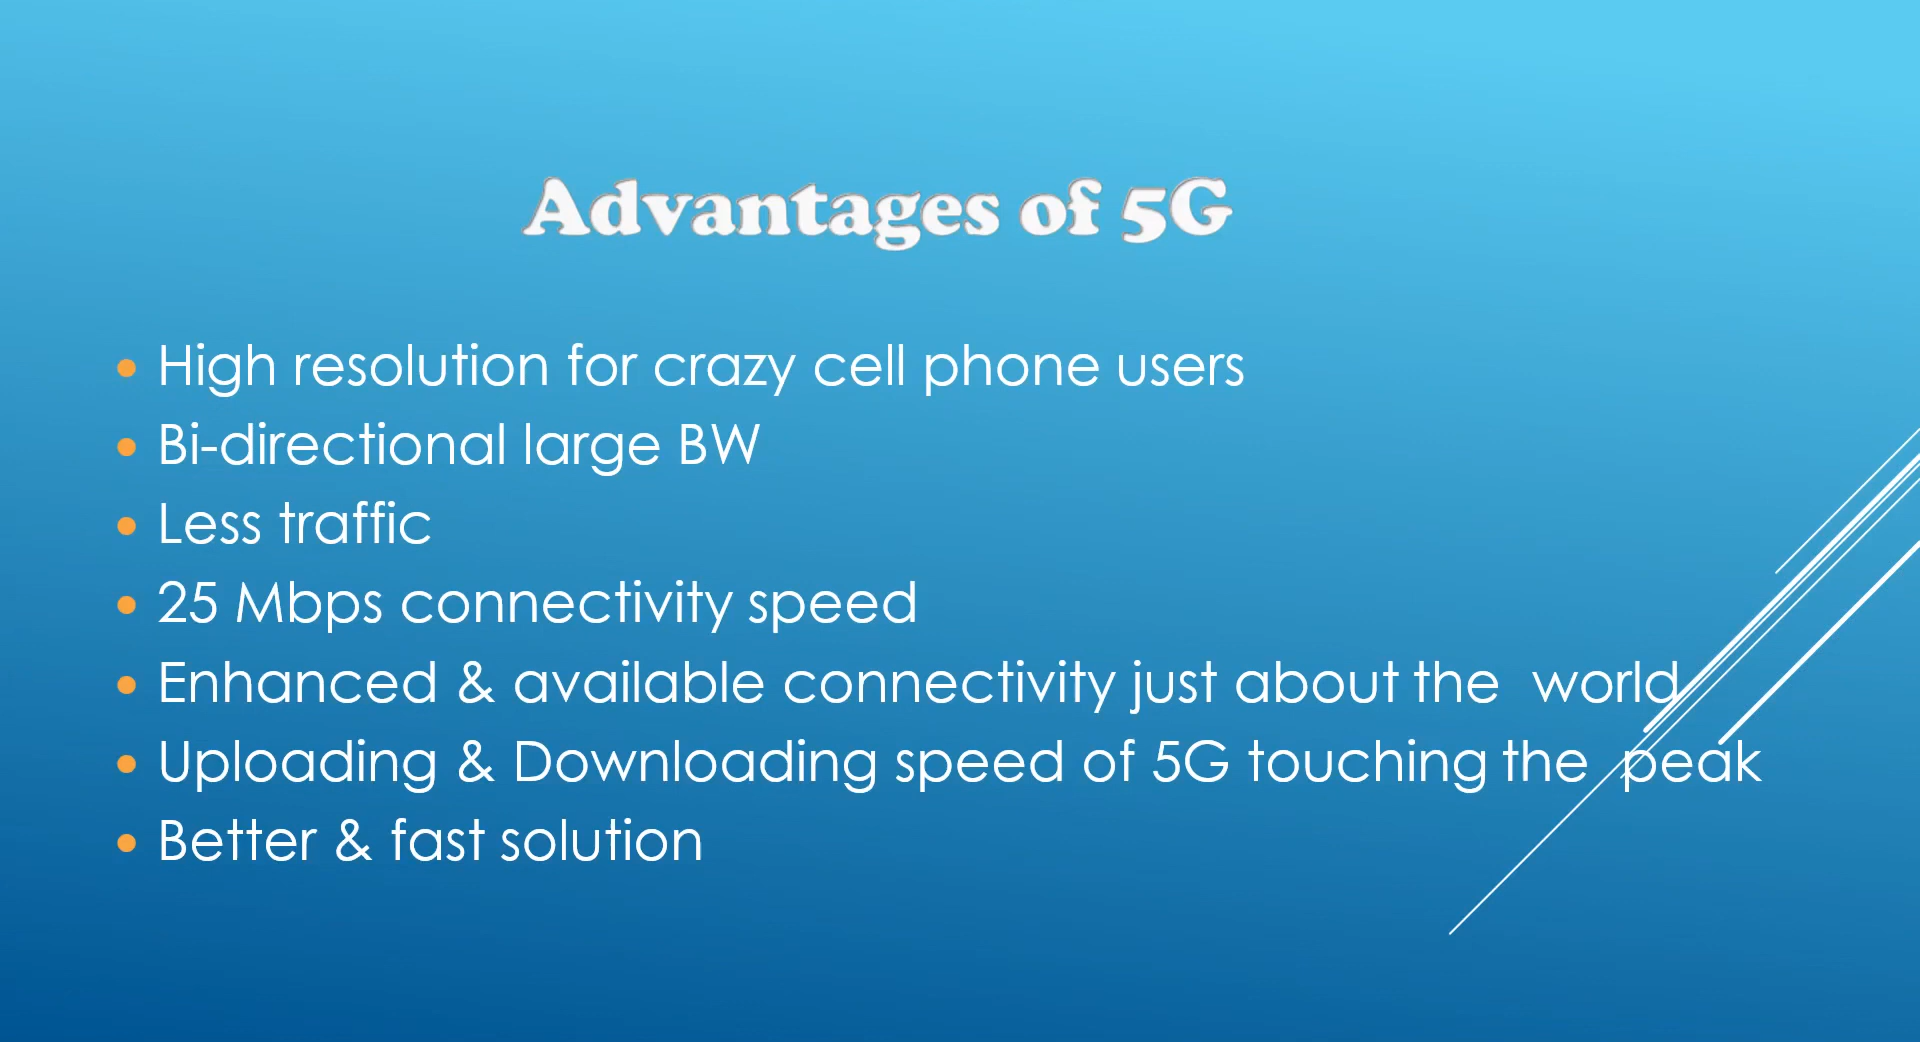 Advantages of 5G
• High resolution for crazy cell phone users
• Bi-directional large BW
• Less traffic
• 25 Mbps connectivity speed
• Enhanced & available connectivity just about the  world
• Uploading & Downloading speed of 5G touching the  peak
• Better & fast solution